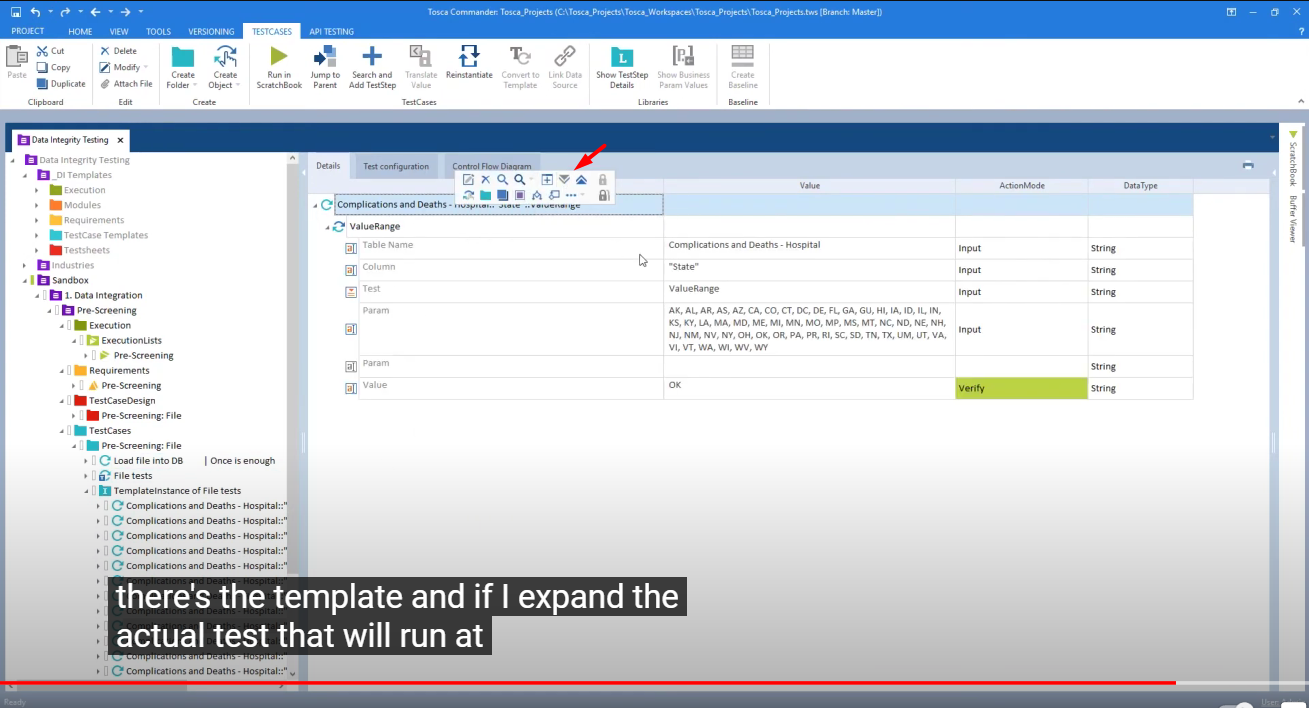 Tosca Commander: Tosca_Projects (C:\Tosca_Projects\Tosca_Workspaces\Tosca_Projects\Tosca_Projects.tws [Branch: Master])
PROJECT HOME VIEW TOOLS VERSIONING TESTCASES API TESTING
Paste
Cut
Copy
Duplicate
Clipboard
Delete
Modify
Attach File
Edit
Create Folder
Create Object
Create
Run in ScratchBook
Jump to Parent
Search and Add TestStep
Translate Value
Reinstantiate
Convert to Template
Link Data Source
TestCases
Show TestStep Details
Show Business Param Values
Libraries
Create Baseline
Baseline
Data Integrity Testing
Data Integrity Testing
_DI Templates
Execution
Modules
Requirements
TestCase Templates
Testsheets
Industries
Sandbox
1. Data Integration
Pre-Screening
Execution
ExecutionLists
Pre-Screening
Requirements
Pre-Screening
TestCaseDesign
Pre-Screening: File
TestCases
Pre-Screening: File
Load file into DB | Once is enough
File tests
TemplateInstance of File tests
Complications and Deaths - Hospital::"
Complications and Deaths - Hospital::"
Complications and Deaths - Hospital::"
Complications and Deaths - Hospital::"
Complications and Deaths - Hospital::"
Complications and Deaths - Hospital::"
Details Test configuration Control Flow Diagram
Value ActionMode DataType
Complications and Deaths - Hospital::"State"::ValueRange
ValueRange
Table Name Complications and Deaths - Hospital Input String
Column "State" Input String
Test ValueRange Input String
Param AK, AL, AR, AS, AZ, CA, CO, CT, DC, DE, FL, GA, GU, HI, IA, ID, IL, IN,
KS, KY, LA, MA, MD, ME, MI, MN, MO, MP, MS, MT, NC, ND, NE, NH,
NJ, NM, NV, NY, OH, OK, OR, PA, PR, RI, SC, SD, TN, TX, UM, UT, VA,
VI, VT, WA, WI, WV, WY
Input String
Param String
Value OK Verify String
ScratchBook
Buffer Viewer
there's the template and if I expand the
actual test that will run at
Ready